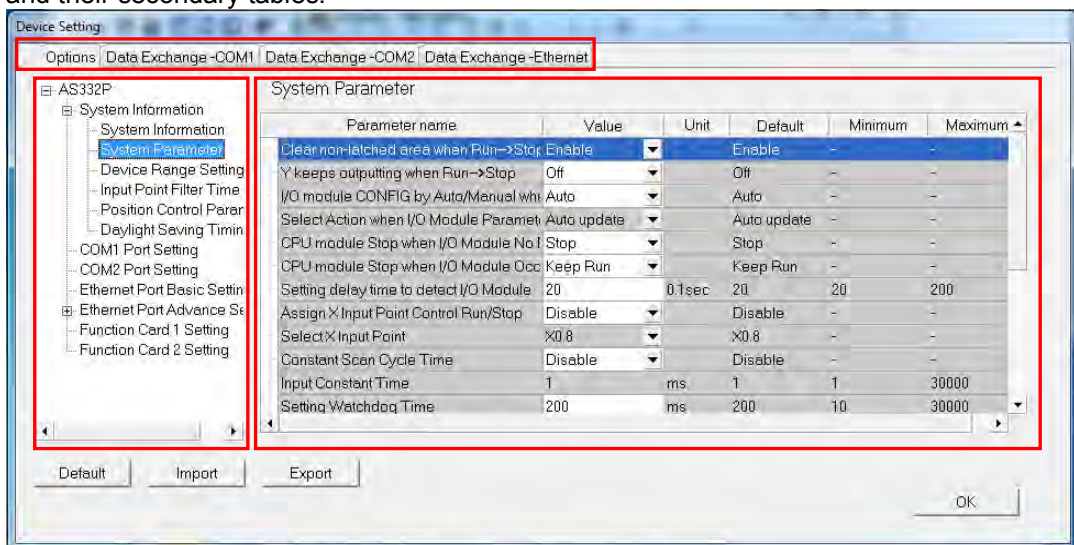 and their secondary tables.
Device Setting
Options Data Exchange -COM1 Data Exchange -COM2 Data Exchange -Ethernet
AS332P
System Information
System Information
System Parameter
Device Range Setting
Input Point Filter Time
Position Control Parar
Daylight Saving Timin
COM1 Port Setting
COM2 Port Setting
Ethernet Port Basic Settin
Ethernet Port Advance Se
Function Card 1 Setting
Function Card 2 Setting
System Parameter
Parameter name Value Unit Default Minimum Maximum
Clear non-latched area when Run->Stop Enable Enable - -
Y keeps outputting when Run->Stop Off Off - -
I/O module CONFIG by Auto/Manual whe Auto Auto - -
Select Action when I/O Module Paramete Auto update Auto update - -
CPU module Stop when I/O Module No Stop Stop - -
CPU module Stop when I/O Module Occ Keep Run Keep Run - -
Setting delay time to detect I/O Module 20 0.1sec 20 20 200
Assign X Input Point Control Run/Stop Disable Disable - -
Select X Input Point X0.8 X0.8 - -
Constant Scan Cycle Time Disable Disable - -
Input Constant Time 1 ms 1 1 30000
Setting Watchdog Time 200 ms 200 10 30000
Default Import Export
OK